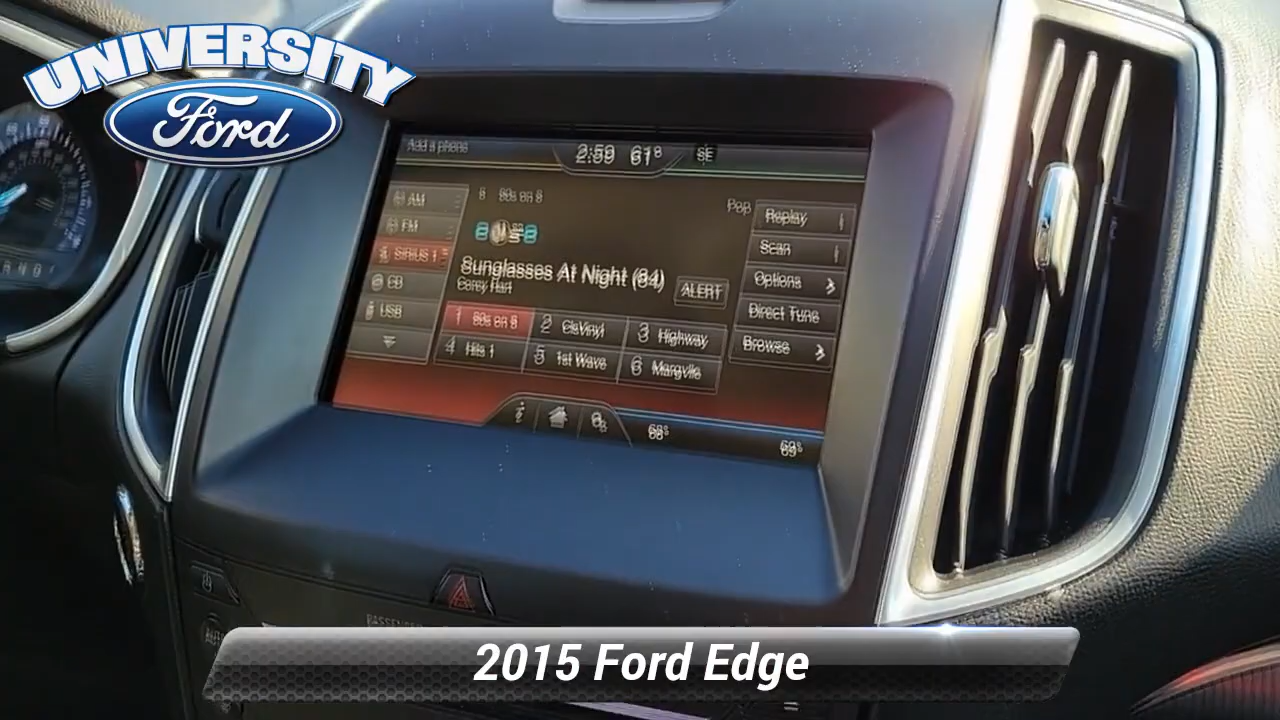 UNIVERSITY
Ford
Add a phone
2:59 61° SE
AM
FM
SIRIUS 1
CD
USB
8 80s on 8
Pop
Sunglasses At Night (84)
Corey Hart
ALERT
1 80s on 8
2 ClsVinyl
3 Highway
4 Hits 1
5 1st Wave
6 Margvlle
Replay
Scan
Options
Direct Tune
Browse
68°
69°
PASSENGER
2015 Ford Edge